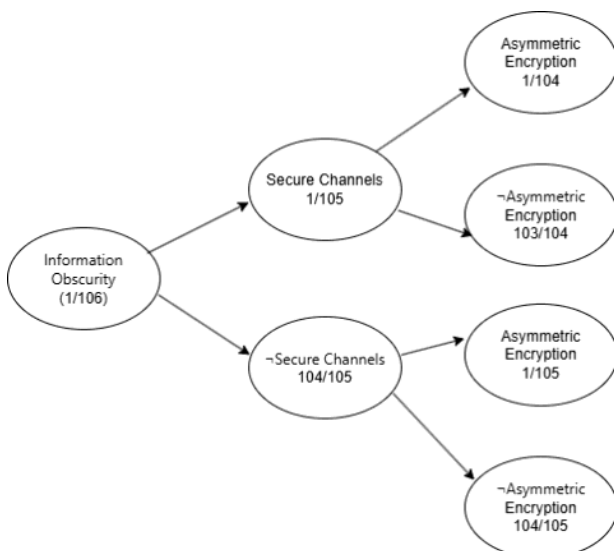 Asymmetric
Encryption
1/104
Secure Channels
1/105
¬Asymmetric
Encryption
103/104
Information
Obscurity
(1/106)
¬Secure Channels
104/105
Asymmetric
Encryption
1/105
¬Asymmetric
Encryption
104/105